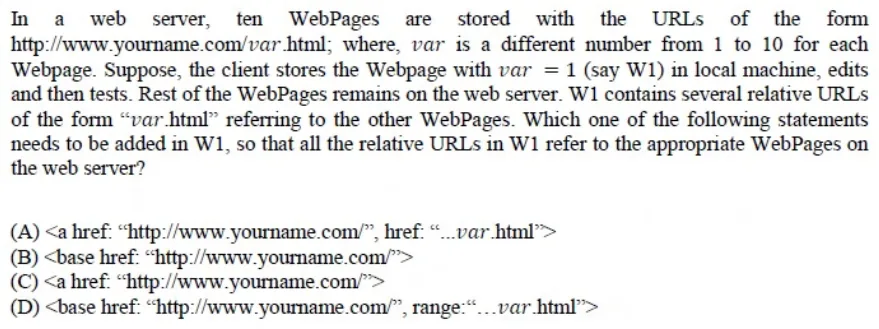 In a web server, ten WebPages are stored with the URLs of the form
http://www.yourname.com/var.html; where, var is a different number from 1 to 10 for each
Webpage. Suppose, the client stores the Webpage with var = 1 (say W1) in local machine, edits
and then tests. Rest of the WebPages remains on the web server. W1 contains several relative URLs
of the form “var.html” referring to the other WebPages. Which one of the following statements
needs to be added in W1, so that all the relative URLs in W1 refer to the appropriate WebPages on
the web server?
(A) <a href: “http://www.yourname.com/”, href: “...var.html”>
(B) <base href: “http://www.yourname.com/”>
(C) <a href: “http://www.yourname.com/”>
(D) <base href: “http://www.yourname.com/”, range:“...var.html”>